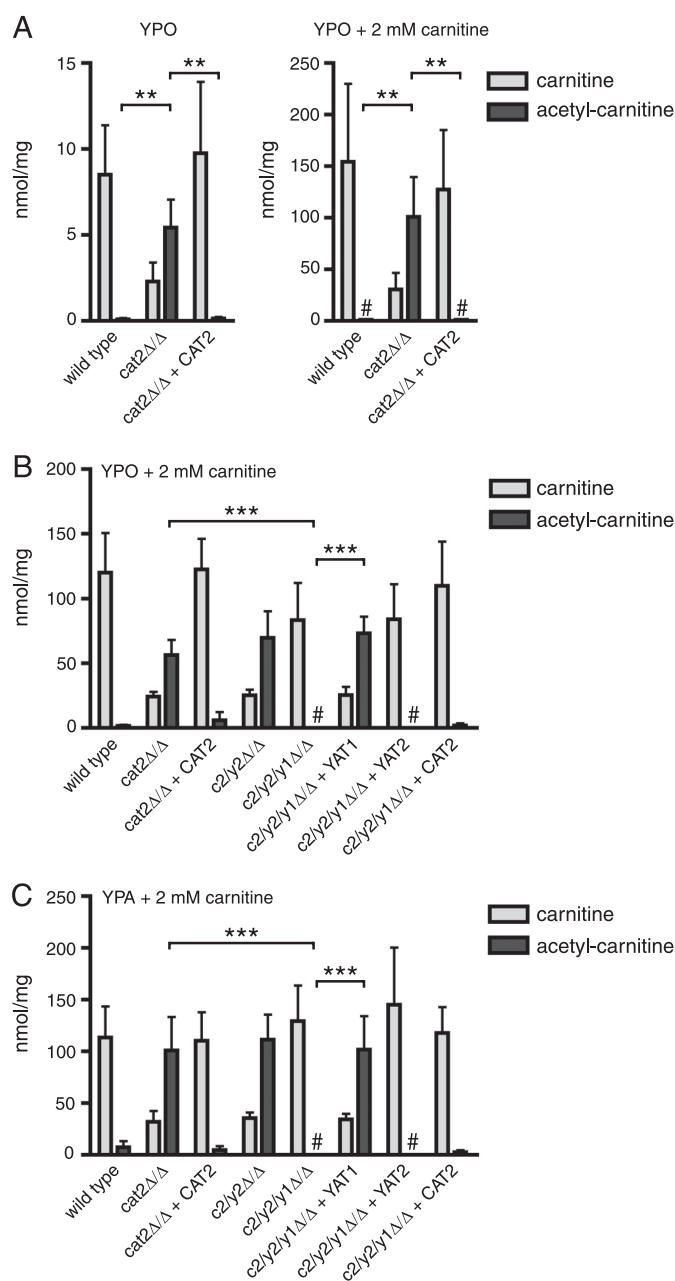 A
YPO
YPO + 2 mM carnitine
carnitine
acetyl-carnitine
nmol/mg
15
10
5
0
** **
wild type
cat2Δ/Δ
cat2Δ/Δ + CAT2
nmol/mg
250
200
150
100
50
0
** **
# #
wild type
cat2Δ/Δ
cat2Δ/Δ + CAT2
B
YPO + 2 mM carnitine
carnitine
acetyl-carnitine
nmol/mg
200
150
100
50
0
*** ***
# #
wild type
cat2Δ/Δ
cat2Δ/Δ + CAT2
c2/y2Δ/Δ
c2/y2/y1Δ/Δ
c2/y2/y1Δ/Δ + YAT1
c2/y2/y1Δ/Δ + YAT2
c2/y2/y1Δ/Δ + CAT2
C
YPA + 2 mM carnitine
carnitine
acetyl-carnitine
nmol/mg
250
200
150
100
50
0
*** ***
# #
wild type
cat2Δ/Δ
cat2Δ/Δ + CAT2
c2/y2Δ/Δ
c2/y2/y1Δ/Δ
c2/y2/y1Δ/Δ + YAT1
c2/y2/y1Δ/Δ + YAT2
c2/y2/y1Δ/Δ + CAT2